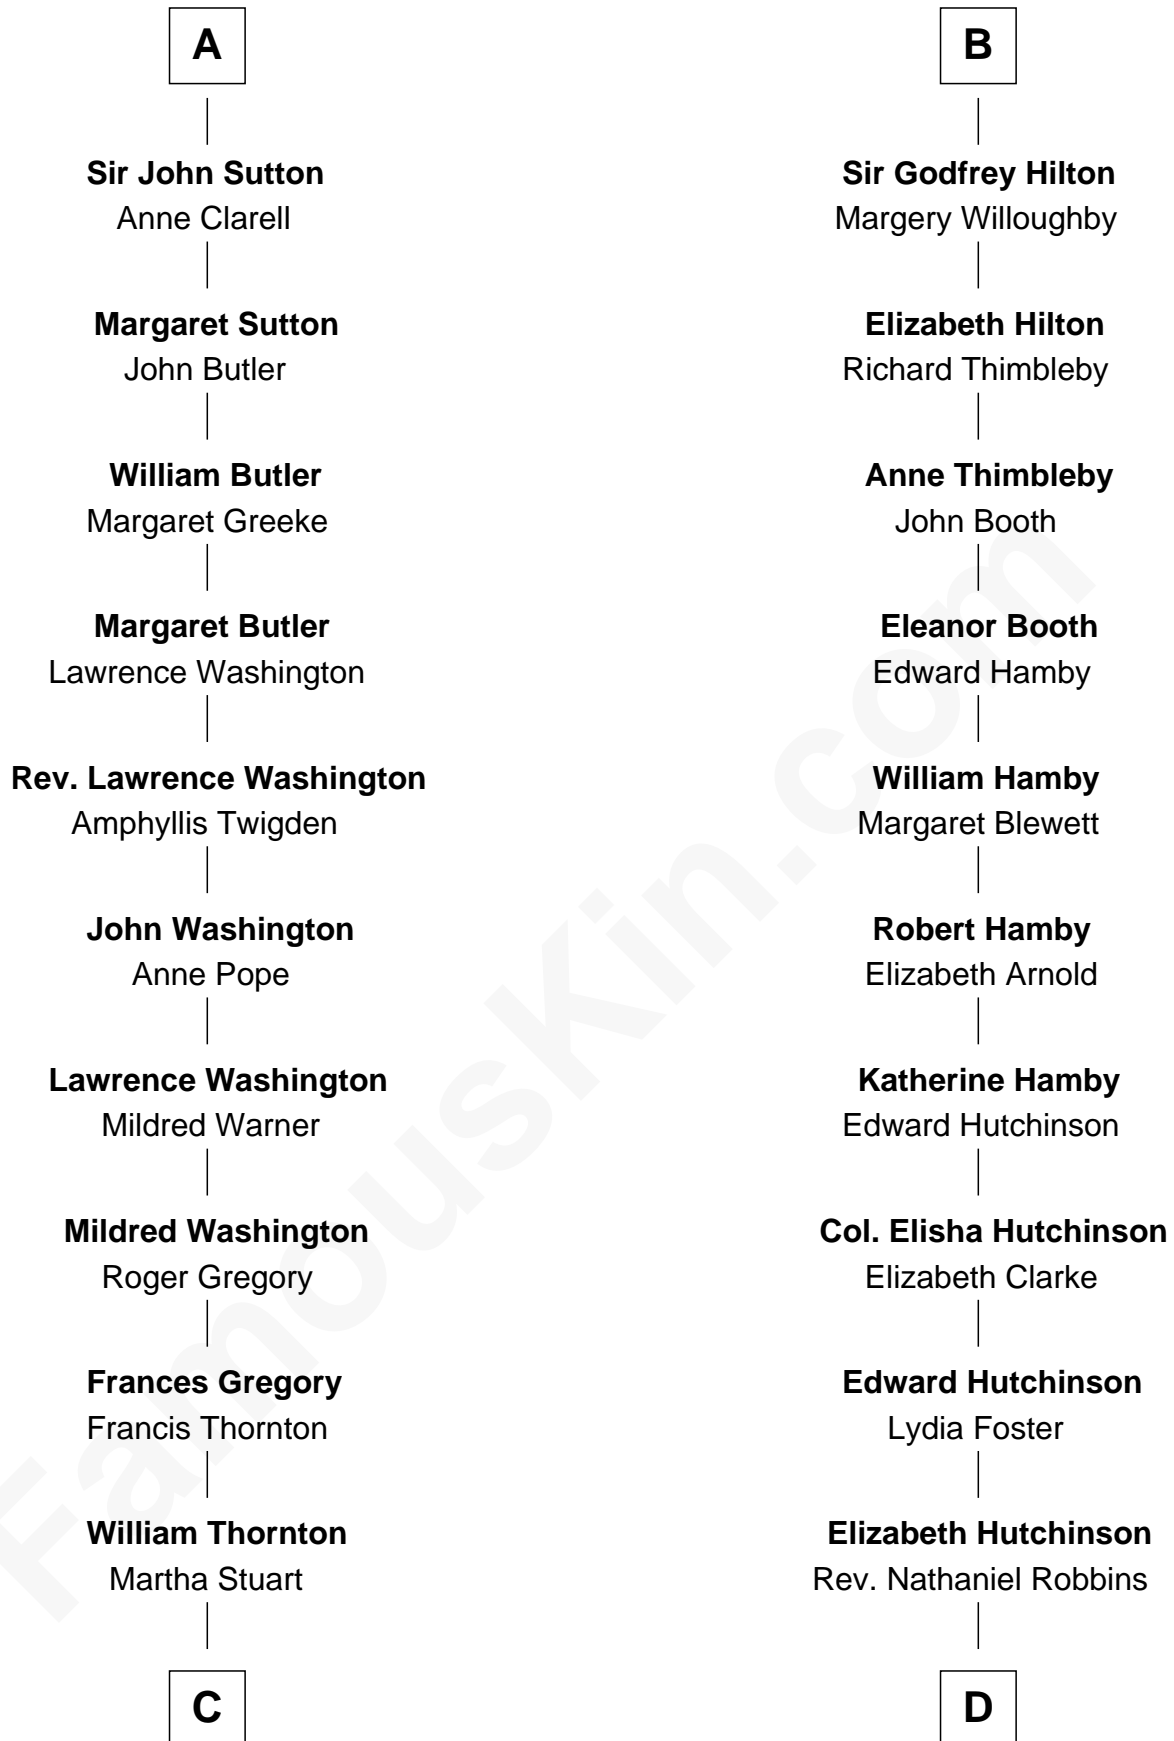 A
Sir John Sutton
Anne Clarell
Margaret Sutton
John Butler
William Butler
Margaret Greeke
Margaret Butler
Lawrence Washington
Rev. Lawrence Washington
Amphyllis Twigden
John Washington
Anne Pope
Lawrence Washington
Mildred Warner
Mildred Washington
Roger Gregory
Frances Gregory
Francis Thornton
William Thornton
Martha Stuart
C
B
Sir Godfrey Hilton
Margery Willoughby
Elizabeth Hilton
Richard Thimbleby
Anne Thimbleby
John Booth
Eleanor Booth
Edward Hamby
William Hamby
Margaret Blewett
Robert Hamby
Elizabeth Arnold
Katherine Hamby
Edward Hutchinson
Col. Elisha Hutchinson
Elizabeth Clarke
Edward Hutchinson
Lydia Foster
Elizabeth Hutchinson
Rev. Nathaniel Robbins
D
FamousKin.com